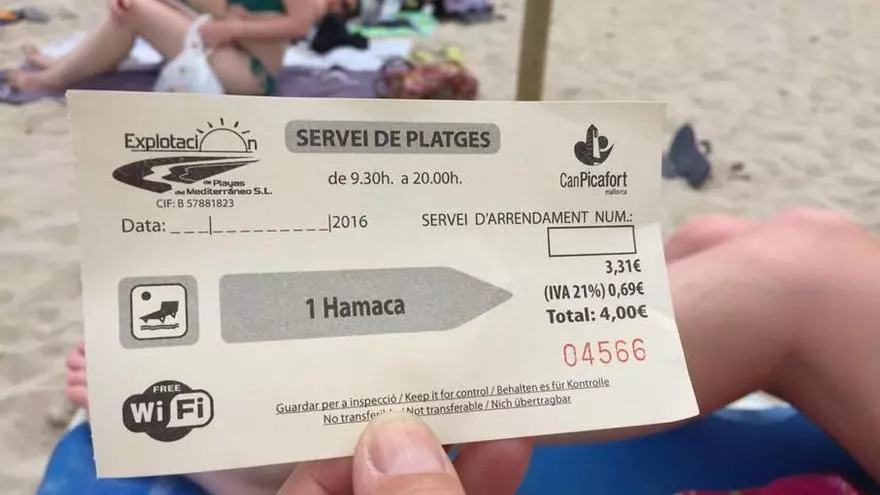 Explotación
de Playas
del Mediterráneo S.L.
CIF: B 57881823
SERVEI DE PLATGES
de 9.30h. a 20.00h.
CanPicafort
mallorca
Data: _ _ _|_ _ _ _ _ _ _ _ _|2016
SERVEI D'ARRENDAMENT NUM.:
1 Hamaca
3,31€
(IVA 21%) 0,69€
Total: 4,00€
04566
FREE
WiFi
Guardar per a inspecció / Keep it for control / Behalten es für Kontrolle
No transferible / Not transferable / Nich übertragbar